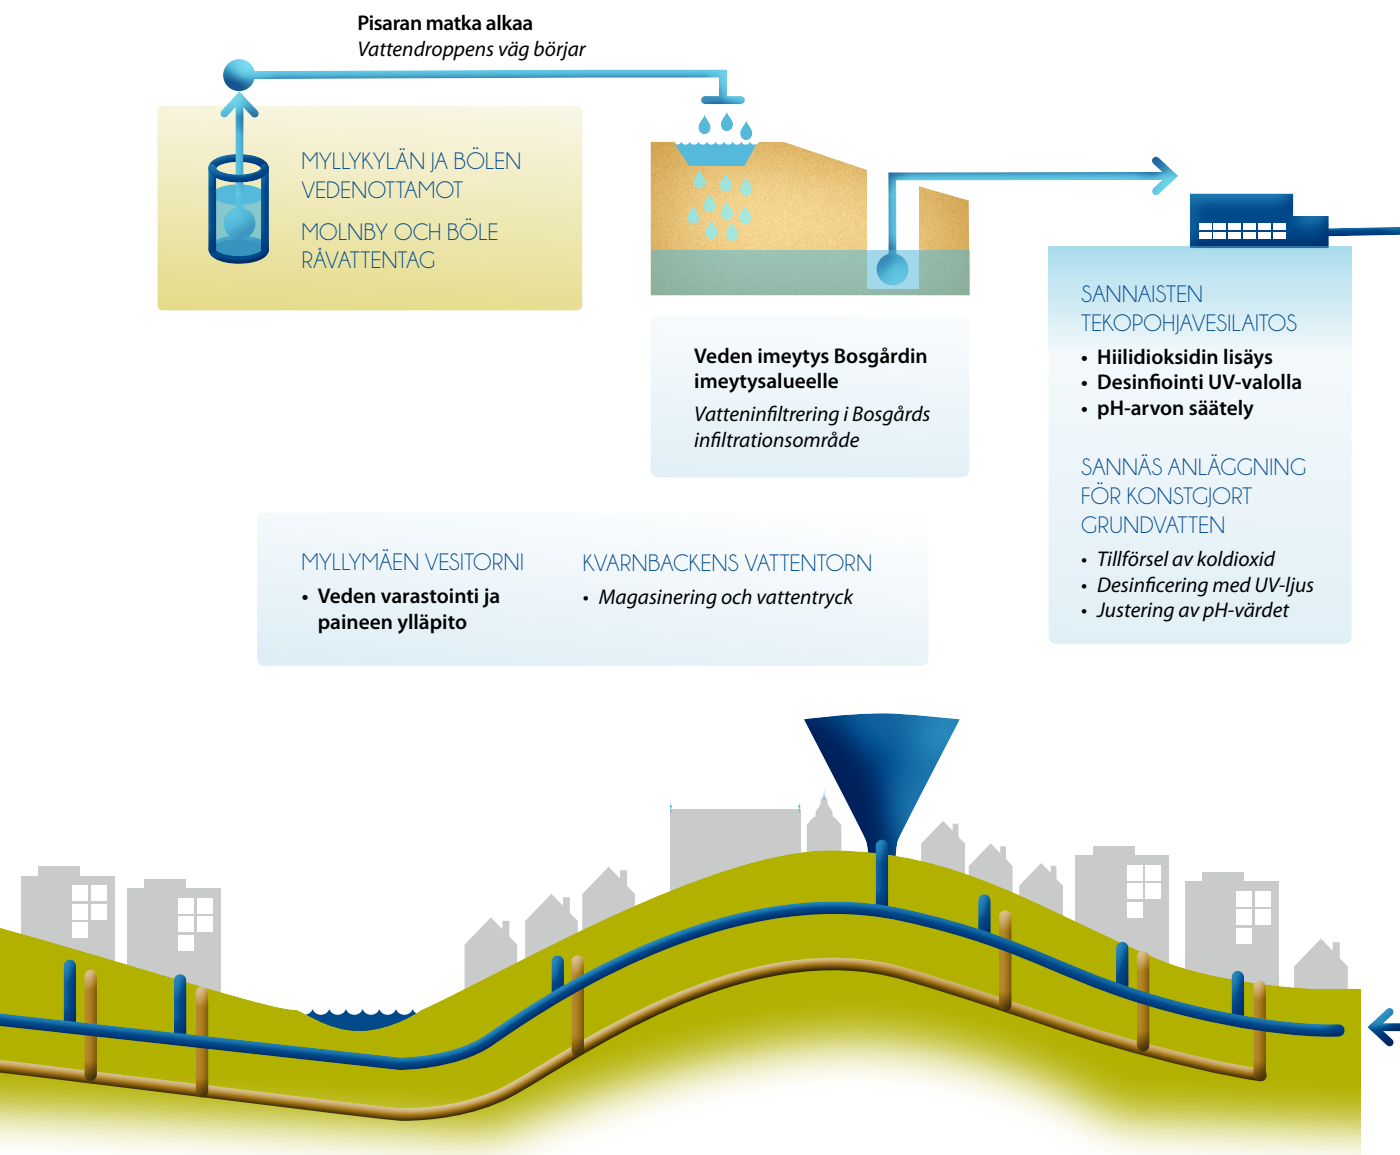 Pisaran matka alkaa
Vattendroppens väg börjar
MYLLYKYLÄN JA BÖLEN
VEDENOTTAMOT
MOLNBY OCH BÖLE
RÅVATTENTAG
Veden imeytys Bosgårdin
imeytysalueelle
Vatteninfiltrering i Bosgårds
infiltrationsområde
SANNAISTEN
TEKOPOHJAVESILAITOS
• Hiilidioksidin lisäys
• Desinfiointi UV-valolla
• pH-arvon säätely
SANNÄS ANLÄGGNING
FÖR KONSTGJORT
GRUNDVATTEN
• Tillförsel av koldioxid
• Desinficering med UV-ljus
• Justering av pH-värdet
MYLLYMÄEN VESITORNI
• Veden varastointi ja
paineen ylläpito
KVARNBACKENS VATTENTORN
• Magasinering och vattentryck